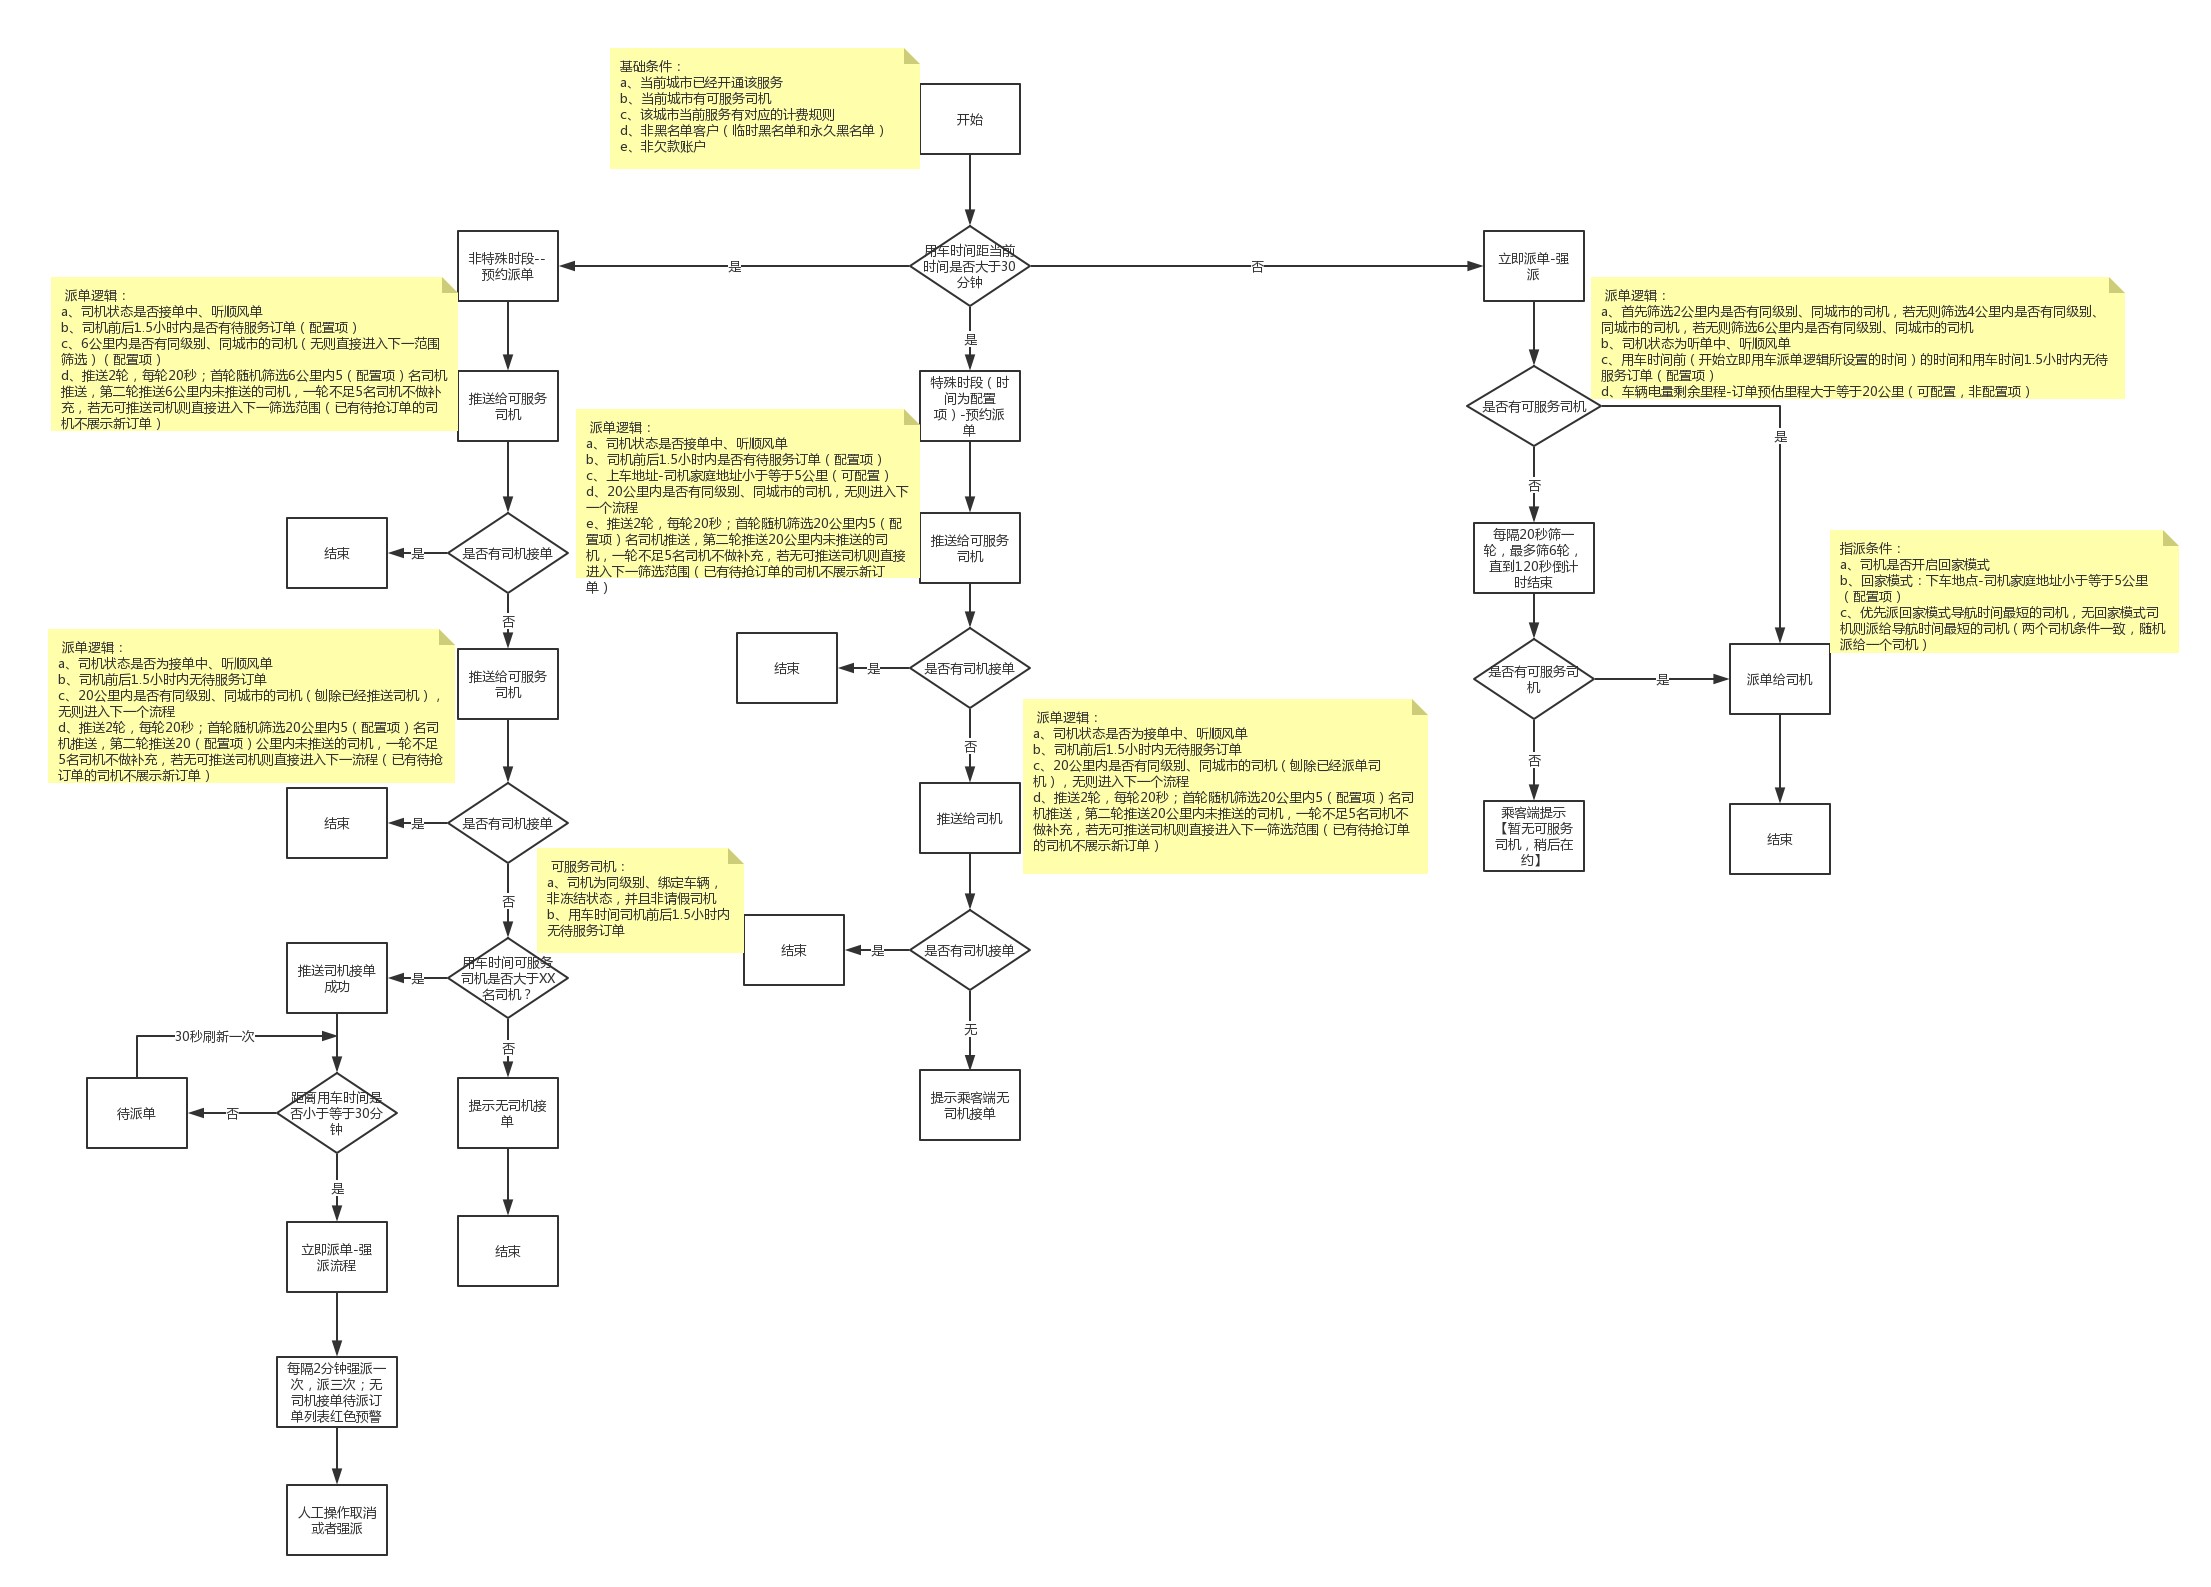 基础条件：
a、当前城市已经开通该服务
b、当前城市有可服务司机
c、该城市当前服务有对应的计费规则
d、非黑名单客户（临时黑名单和永久黑名单）
e、非欠款账户
开始
用车时间距当前
时间是否大于30
分钟
是
否
是
非特殊时段--
预约派单
派单逻辑：
a、司机状态是否接单中、听顺风单
b、司机前后1.5小时内是否有待服务订单（配置项）
c、6公里内是否有同级别、同城市的司机（无则直接进入下一范围
筛选）（配置项）
d、推送2轮，每轮20秒；首轮随机筛选6公里内5（配置项）名司机
推送，第二轮推送6公里内未推送的司机，一轮不足5名司机不做补
充，若无可推送司机则直接进入下一筛选范围（已有待抢订单的司
机不展示新订单）
推送给可服务
司机
是否有司机接单
是
结束
否
派单逻辑：
a、司机状态是否为接单中、听顺风单
b、司机前后1.5小时内无待服务订单
c、20公里内是否有同级别、同城市的司机（刨除已经推送司机），
无则进入下一个流程
d、推送2轮，每轮20秒；首轮随机筛选20公里内5（配置项）名司
机推送，第二轮推送20（配置项）公里内未推送的司机，一轮不足
5名司机不做补充，若无可推送司机则直接进入下一流程（已有待抢
订单的司机不展示新订单）
推送给可服务
司机
是否有司机接单
是
结束
否
可服务司机：
a、司机为同级别、绑定车辆，
非冻结状态，并且非请假司机
b、用车时间司机前后1.5小时内
无待服务订单
用车时间可服务
司机是否大于XX
名司机？
是
推送司机接单
成功
30秒刷新一次
距离用车时间是
否小于等于30分
钟
否
待派单
是
立即派单-强
派流程
每隔2分钟强派一
次，派三次；无
司机接单待派订
单列表红色预警
人工操作取消
或者强派
否
提示无司机接
单
结束
特殊时段（时
间为配置
项）-预约派
单
派单逻辑：
a、司机状态是否接单中、听顺风单
b、司机前后1.5小时内是否有待服务订单（配置项）
c、上车地址-司机家庭地址小于等于5公里（可配置）
d、20公里内是否有同级别、同城市的司机，无则进入下
一个流程
e、推送2轮，每轮20秒；首轮随机筛选20公里内5（配
置项）名司机推送，第二轮推送20公里内未推送的司
机，一轮不足5名司机不做补充，若无可推送司机则直接
进入下一筛选范围（已有待抢订单的司机不展示新订
单）
推送给可服务
司机
是否有司机接单
是
结束
否
派单逻辑：
a、司机状态是否为接单中、听顺风单
b、司机前后1.5小时内无待服务订单
c、20公里内是否有同级别、同城市的司机（刨除已经派单司
机），无则进入下一个流程
d、推送2轮，每轮20秒；首轮随机筛选20公里内5（配置项）名司
机推送，第二轮推送20公里内未推送的司机，一轮不足5名司机不
做补充，若无可推送司机则直接进入下一筛选范围（已有待抢订单
的司机不展示新订单）
推送给司机
是否有司机接单
是
结束
无
提示乘客端无
司机接单
立即派单-强
派
派单逻辑：
a、首先筛选2公里内是否有同级别、同城市的司机，若无则筛选4公里内是否有同级别、
同城市的司机，若无则筛选6公里内是否有同级别、同城市的司机
b、司机状态为听单中、听顺风单
c、用车时间前（开始立即用车派单逻辑所设置的时间）的时间和用车时间1.5小时内无待
服务订单（配置项）
d、车辆电量剩余里程-订单预估里程大于等于20公里（可配置，非配置项）
是否有可服务司机
是
否
每隔20秒筛一
轮，最多筛6轮，
直到120秒倒计
时结束
是否有可服务司
机
是
否
乘客端提示
【暂无可服务
司机，稍后在
约】
指派条件：
a、司机是否开启回家模式
b、回家模式：下车地点-司机家庭地址小于等于5公里
（配置项）
c、优先派回家模式导航时间最短的司机，无回家模式司
机则派给导航时间最短的司机（两个司机条件一致，随机
派给一个司机）
派单给司机
结束